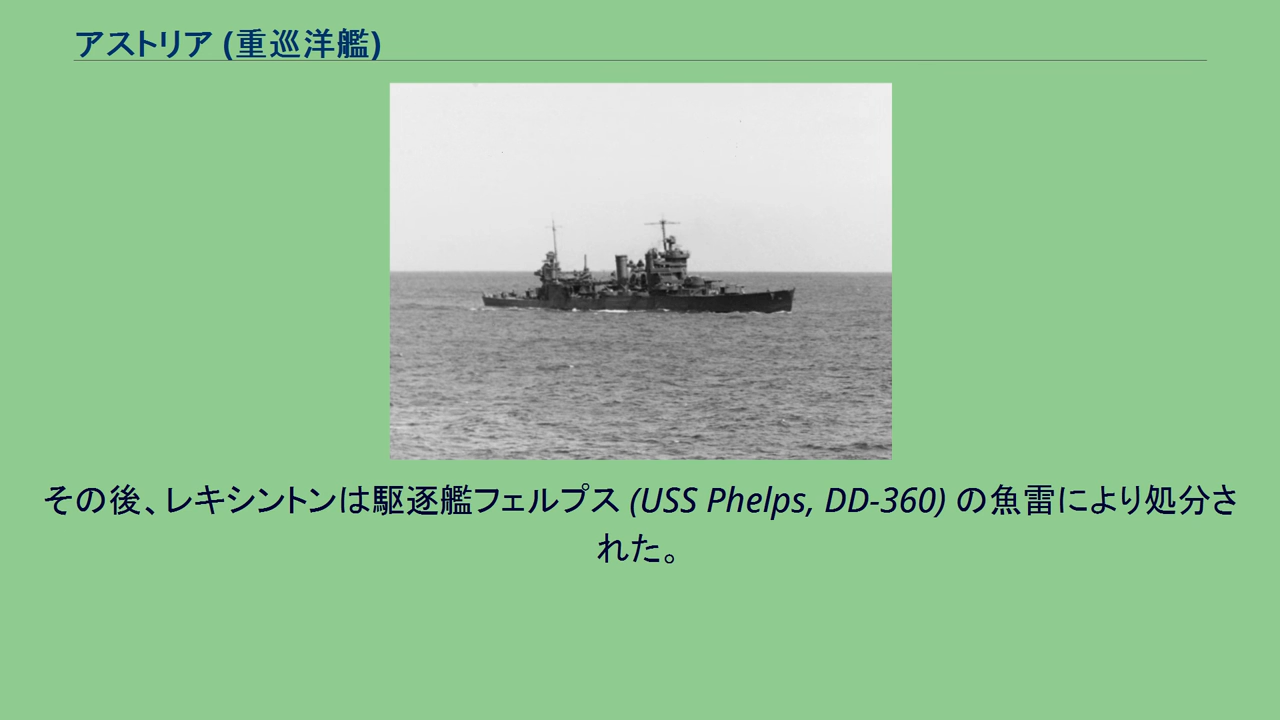 アストリア (重巡洋艦)
その後、レキシントンは駆逐艦フェルプス (USS Phelps, DD-360) の魚雷により処分さ
れた。